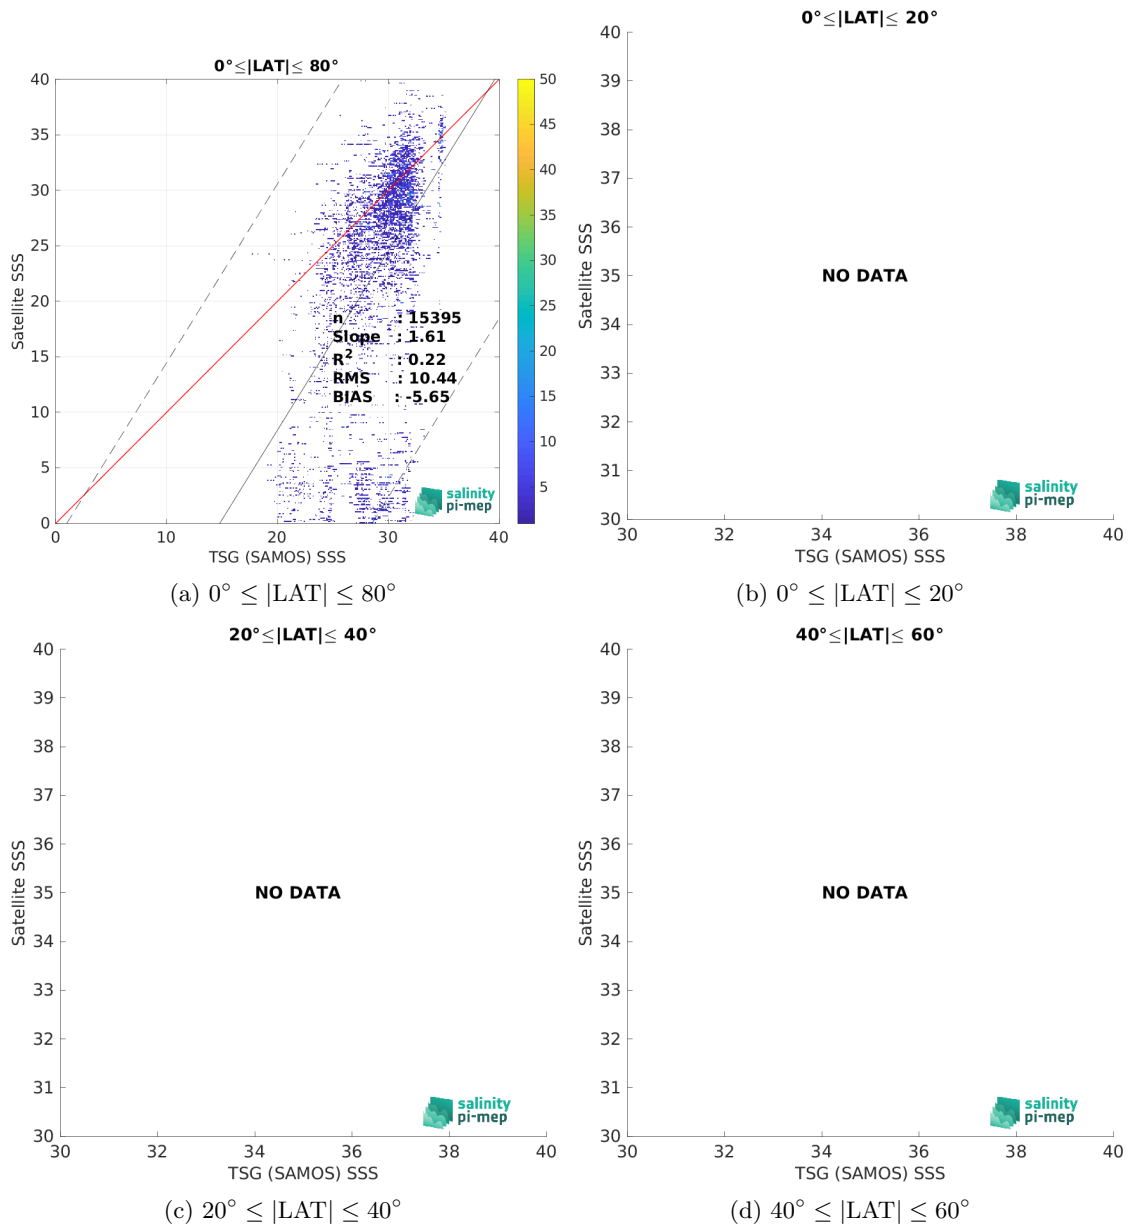 0°≤|LAT|≤ 80°
40
35
30
25
20
15
10
5
0
0
10
20
30
40
Satellite SSS
TSG (SAMOS) SSS
n : 15395
Slope : 1.61
R2 : 0.22
RMS : 10.44
BIAS : -5.65
salinity
pi-mep
50
45
40
35
30
25
20
15
10
5
(a) 0° ≤ |LAT| ≤ 80°
0°≤|LAT|≤ 20°
40
39
38
37
36
35
34
33
32
31
30
30
32
34
36
38
40
Satellite SSS
NO DATA
TSG (SAMOS) SSS
salinity
pi-mep
(b) 0° ≤ |LAT| ≤ 20°
20°≤|LAT|≤ 40°
40
39
38
37
36
35
34
33
32
31
30
30
32
34
36
38
40
Satellite SSS
NO DATA
TSG (SAMOS) SSS
salinity
pi-mep
(c) 20° ≤ |LAT| ≤ 40°
40°≤|LAT|≤ 60°
40
39
38
37
36
35
34
33
32
31
30
30
32
34
36
38
40
Satellite SSS
NO DATA
TSG (SAMOS) SSS
salinity
pi-mep
(d) 40° ≤ |LAT| ≤ 60°